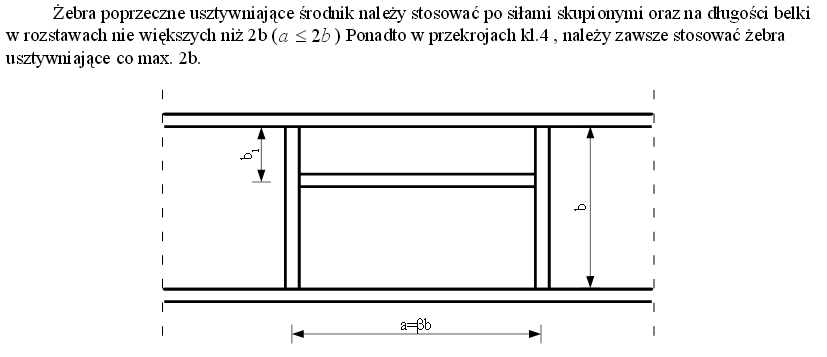 Żebra poprzeczne usztywniające środnik należy stosować po siłami skupionymi oraz na długości belki
w rozstawach nie większych niż 2b (a ≤ 2b ) Ponadto w przekrojach kl.4 , należy zawsze stosować żebra
usztywniające co max. 2b.
b1
b
a=βb